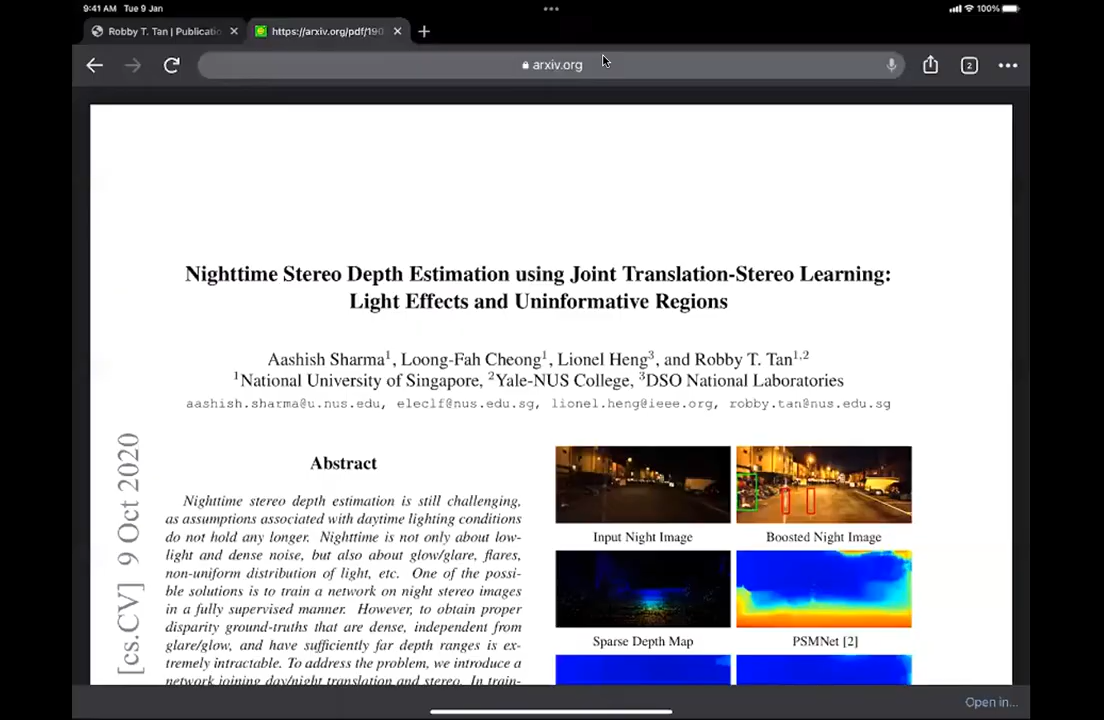 9:41 AM Tue 9 Jan
100%
Robby T. Tan | Publicatio
https://arxiv.org/pdf/190
arxiv.org
2
Nighttime Stereo Depth Estimation using Joint Translation-Stereo Learning:
Light Effects and Uninformative Regions
Aashish Sharma1, Loong-Fah Cheong1, Lionel Heng3, and Robby T. Tan1,2
1National University of Singapore, 2Yale-NUS College, 3DSO National Laboratories
aashish.sharma@u.nus.edu, eleclf@nus.edu.sg, lionel.heng@ieee.org, robby.tan@nus.edu.sg
[cs.CV] 9 Oct 2020
Abstract
Nighttime stereo depth estimation is still challenging,
as assumptions associated with daytime lighting conditions
do not hold any longer. Nighttime is not only about low-
light and dense noise, but also about glow/glare, flares,
non-uniform distribution of light, etc. One of the possi-
ble solutions is to train a network on night stereo images
in a fully supervised manner. However, to obtain proper
disparity ground-truths that are dense, independent from
glare/glow, and have sufficiently far depth ranges is ex-
tremely intractable. To address the problem, we introduce a
network joining day/night translation and stereo. In train-
Input Night Image
Boosted Night Image
Sparse Depth Map
PSMNet [2]
Open in...